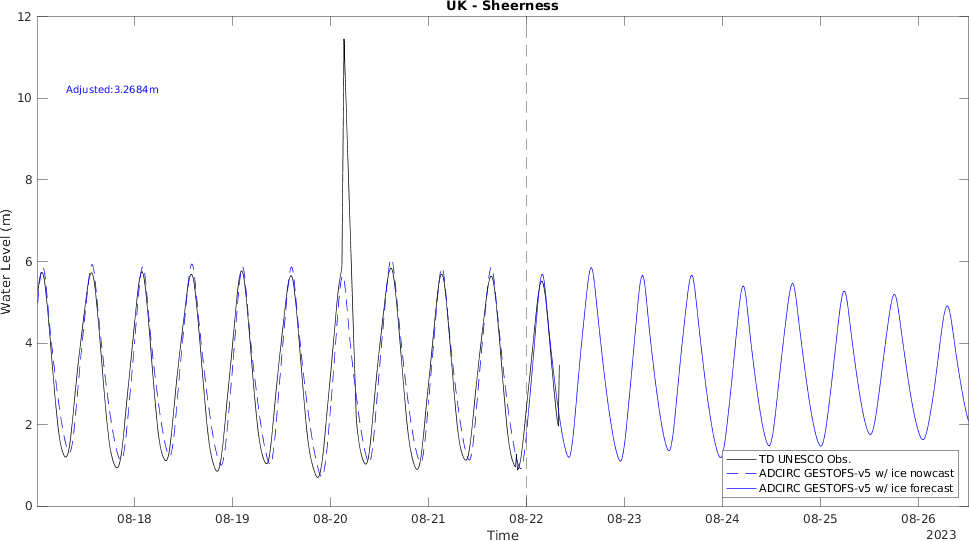 UK - Sheerness
12
10
8
6
4
2
0
Water Level (m)
Adjusted:3.2684m
TD UNESCO Obs.
ADCIRC GESTOFS-v5 w/ ice nowcast
ADCIRC GESTOFS-v5 w/ ice forecast
08-18 08-19 08-20 08-21 08-22 08-23 08-24 08-25 08-26
Time
2023